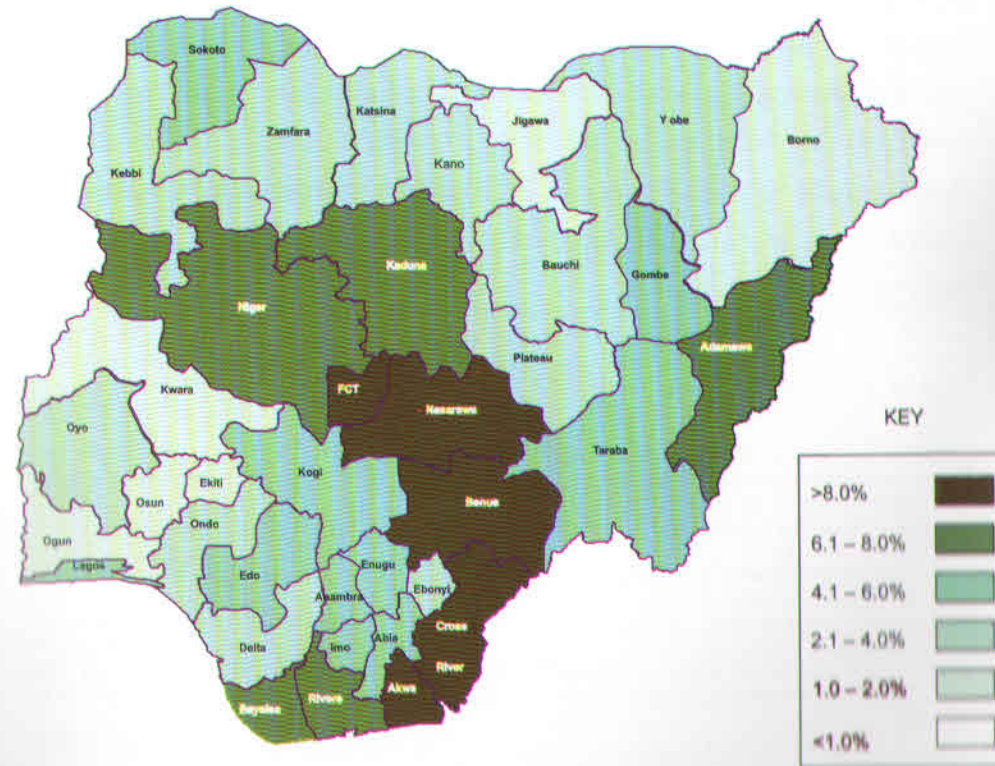 Sokoto
Katsina
Jigawa
Y obe
Borno
Zamfara
Kano
Kebbi
Kaduna
Bauchi
Gombe
Niger
Adamawa
Plateau
FCT
Nasarawa
Kwara
Oyo
Kogi
Taraba
Ekiti
Osun
Benue
Ondo
Ogun
Lagos
Edo
Enugu
Anambra
Ebonyi
Cross
River
Delta
Imo
Abia
Akwa
Rivers
Bayelsa
KEY
>8.0%
6.1 – 8.0%
4.1 – 6.0%
2.1 – 4.0%
1.0 – 2.0%
<1.0%